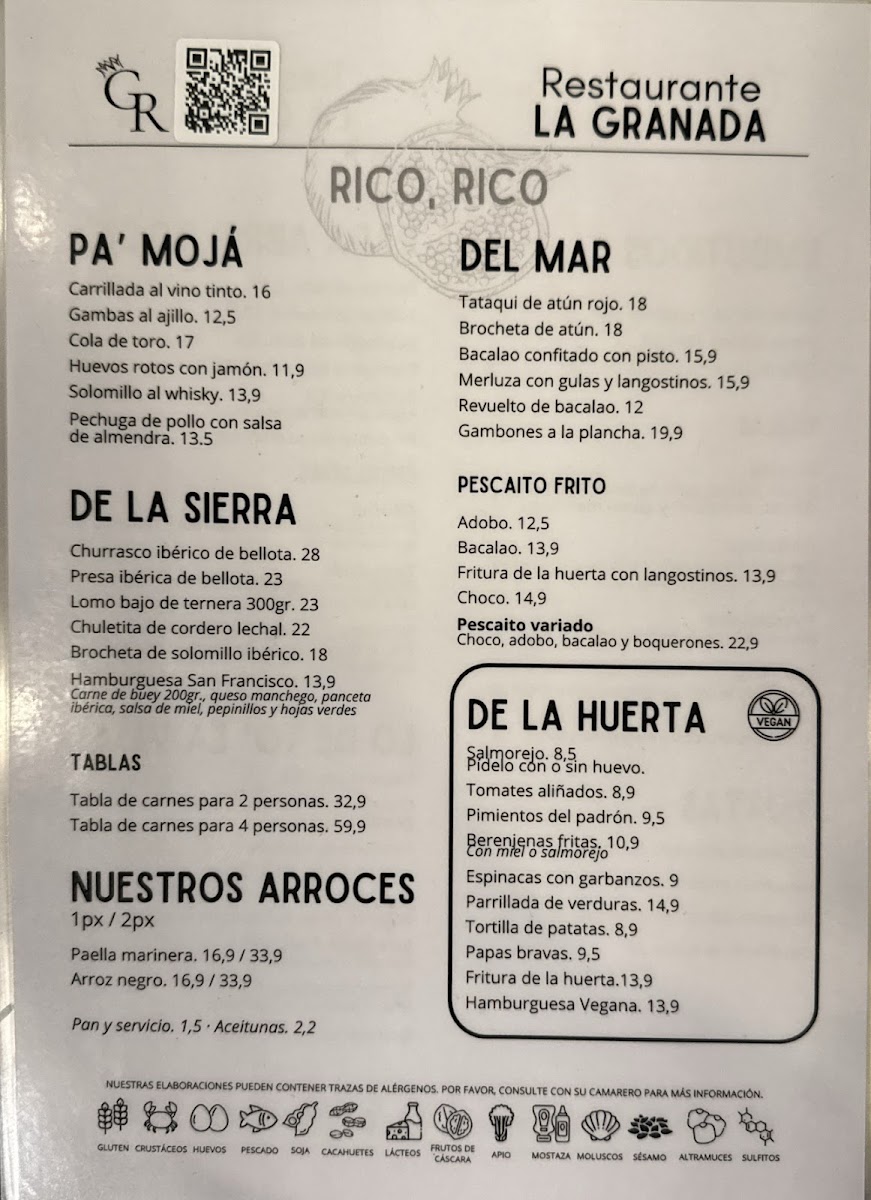 GR
Restaurante
LA GRANADA
RICO, RICO
PA' MOJÁ
Carrillada al vino tinto. 16
Gambas al ajillo. 12,5
Cola de toro. 17
Huevos rotos con jamón. 11,9
Solomillo al whisky. 13,9
Pechuga de pollo con salsa
de almendra. 13.5
DE LA SIERRA
Churrasco ibérico de bellota. 28
Presa ibérica de bellota. 23
Lomo bajo de ternera 300gr. 23
Chuletita de cordero lechal. 22
Brocheta de solomillo ibérico. 18
Hamburguesa San Francisco. 13,9
Carne de buey 200gr., queso manchego, panceta
ibérica, salsa de miel, pepinillos y hojas verdes
TABLAS
Tabla de carnes para 2 personas. 32,9
Tabla de carnes para 4 personas. 59,9
NUESTROS ARROCES
1px / 2px
Paella marinera. 16,9 / 33,9
Arroz negro. 16,9 / 33,9
Pan y servicio. 1,5 · Aceitunas. 2,2
DEL MAR
Tataqui de atún rojo. 18
Brocheta de atún. 18
Bacalao confitado con pisto. 15,9
Merluza con gulas y langostinos. 15,9
Revuelto de bacalao. 12
Gambones a la plancha. 19,9
PESCAITO FRITO
Adobo. 12,5
Bacalao. 13,9
Fritura de la huerta con langostinos. 13,9
Choco. 14,9
Pescaito variado
Choco, adobo, bacalao y boquerones. 22,9
DE LA HUERTA
VEGAN
Salmorejo. 8,5
Pídelo con o sin huevo.
Tomates aliñados. 8,9
Pimientos del padrón. 9,5
Berenjenas fritas. 10,9
Con miel o salmorejo
Espinacas con garbanzos. 9
Parrillada de verduras. 14,9
Tortilla de patatas. 8,9
Papas bravas. 9,5
Fritura de la huerta.13,9
Hamburguesa Vegana. 13,9
NUESTRAS ELABORACIONES PUEDEN CONTENER TRAZAS DE ALÉRGENOS. POR FAVOR, CONSULTE CON SU CAMARERO PARA MÁS INFORMACIÓN.
GLUTEN CRUSTÁCEOS HUEVOS PESCADO SOJA CACAHUETES LÁCTEOS FRUTOS DE CÁSCARA APIO MOSTAZA MOLUSCOS SÉSAMO ALTRAMUCES SULFITOS